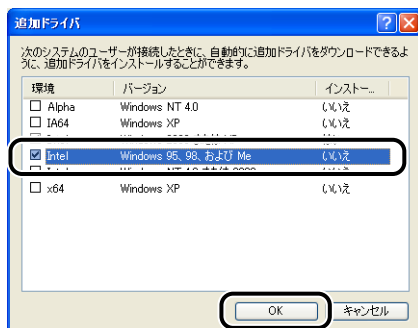 追加ドライバ
次のシステムのユーザーが接続したときに、自動的に追加ドライバをダウンロードできるよ
うに、追加ドライバをインストールすることができます。
環境 バージョン インストー...
Alpha Windows NT 4.0 いいえ
IA64 Windows XP いいえ
Intel Windows 95、98、および Me いいえ
x64 Windows XP いいえ
OK キャンセル